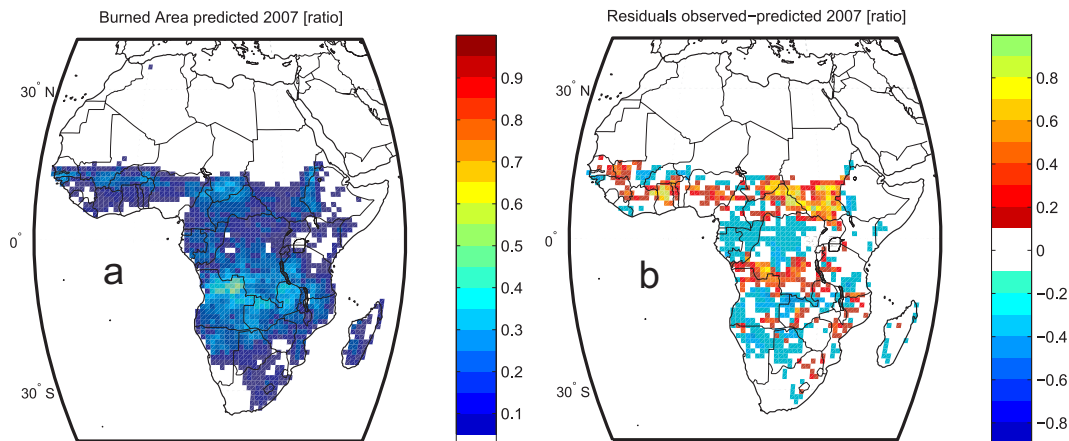 Burned Area predicted 2007 [ratio]
30° N
0°
30° S
a
0.9
0.8
0.7
0.6
0.5
0.4
0.3
0.2
0.1
Residuals observed−predicted 2007 [ratio]
30° N
0°
30° S
b
0.8
0.6
0.4
0.2
0
−0.2
−0.4
−0.6
−0.8